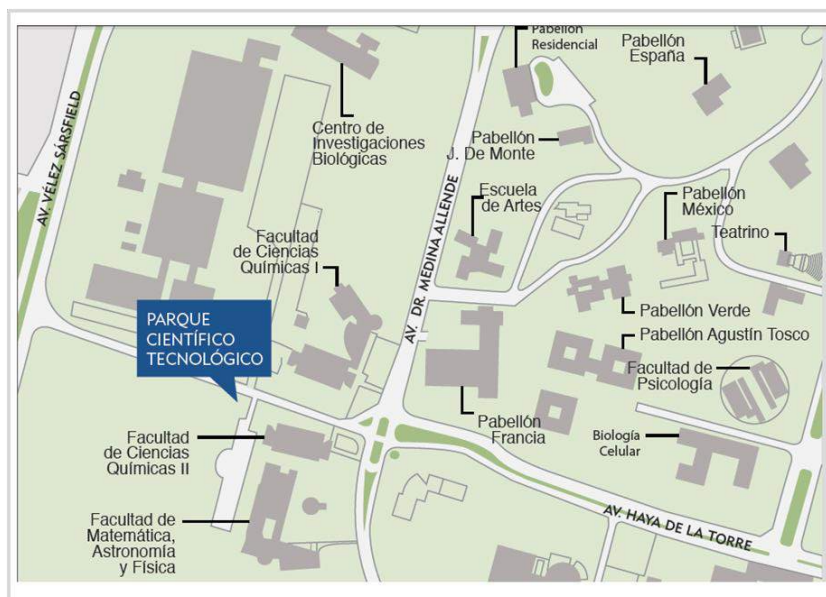 Pabellón
Residencial
Pabellón
España
AV. VÉLEZ SÁRSFIELD
Centro de
Investigaciones
Biológicas
Pabellón
J. De Monte
Escuela
de Artes
Pabellón
México
Teatrino
Facultad
de Ciencias
Químicas I
AV. DR. MEDINA ALLENDE
PARQUE
CIENTÍFICO
TECNOLÓGICO
Pabellón Verde
Pabellón Agustín Tosco
Facultad de
Psicología
Pabellón
Francia
Biología
Celular
Facultad
de Ciencias
Químicas II
AV. HAYA DE LA TORRE
Facultad de
Matemática,
Astronomía
y Física